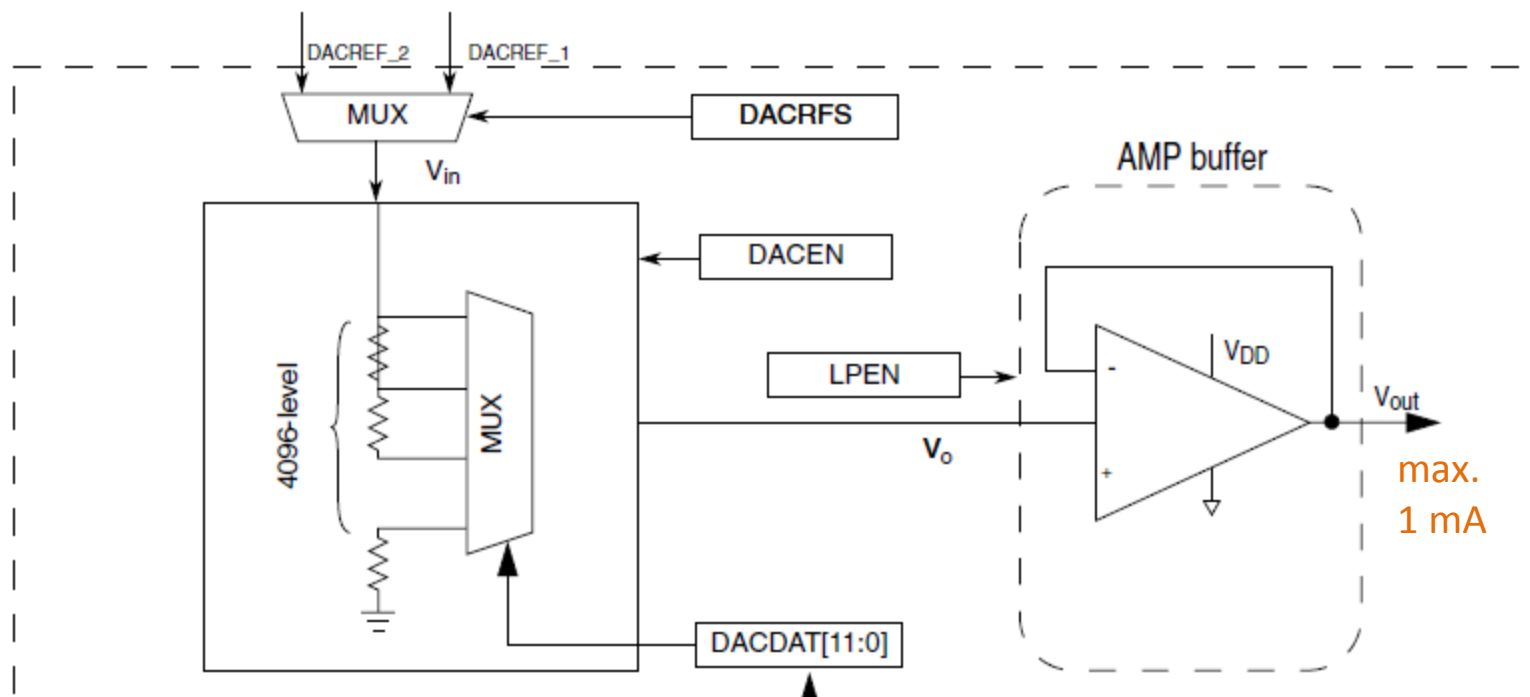 DACREF_2
DACREF_1
MUX
DACRFS
Vin
AMP buffer
DACEN
4096-level
MUX
LPEN
VDD
-
Vout
Vo
+
max.
1 mA
DACDAT[11:0]